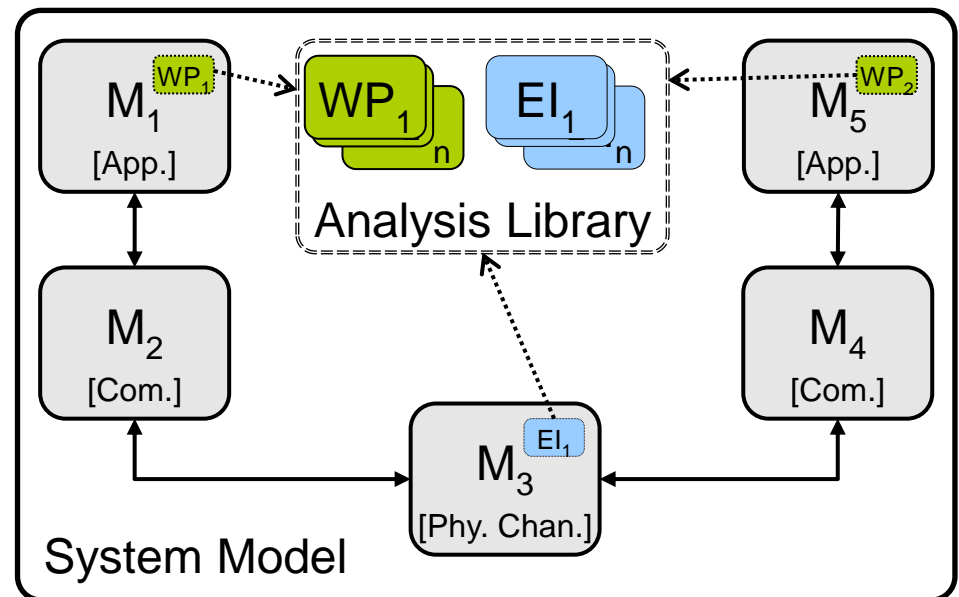 M1
WP1
[App.]
WP1
n
EI1
n
Analysis Library
M5
WP2
[App.]
M2
[Com.]
M4
[Com.]
M3
EI1
[Phy. Chan.]
System Model